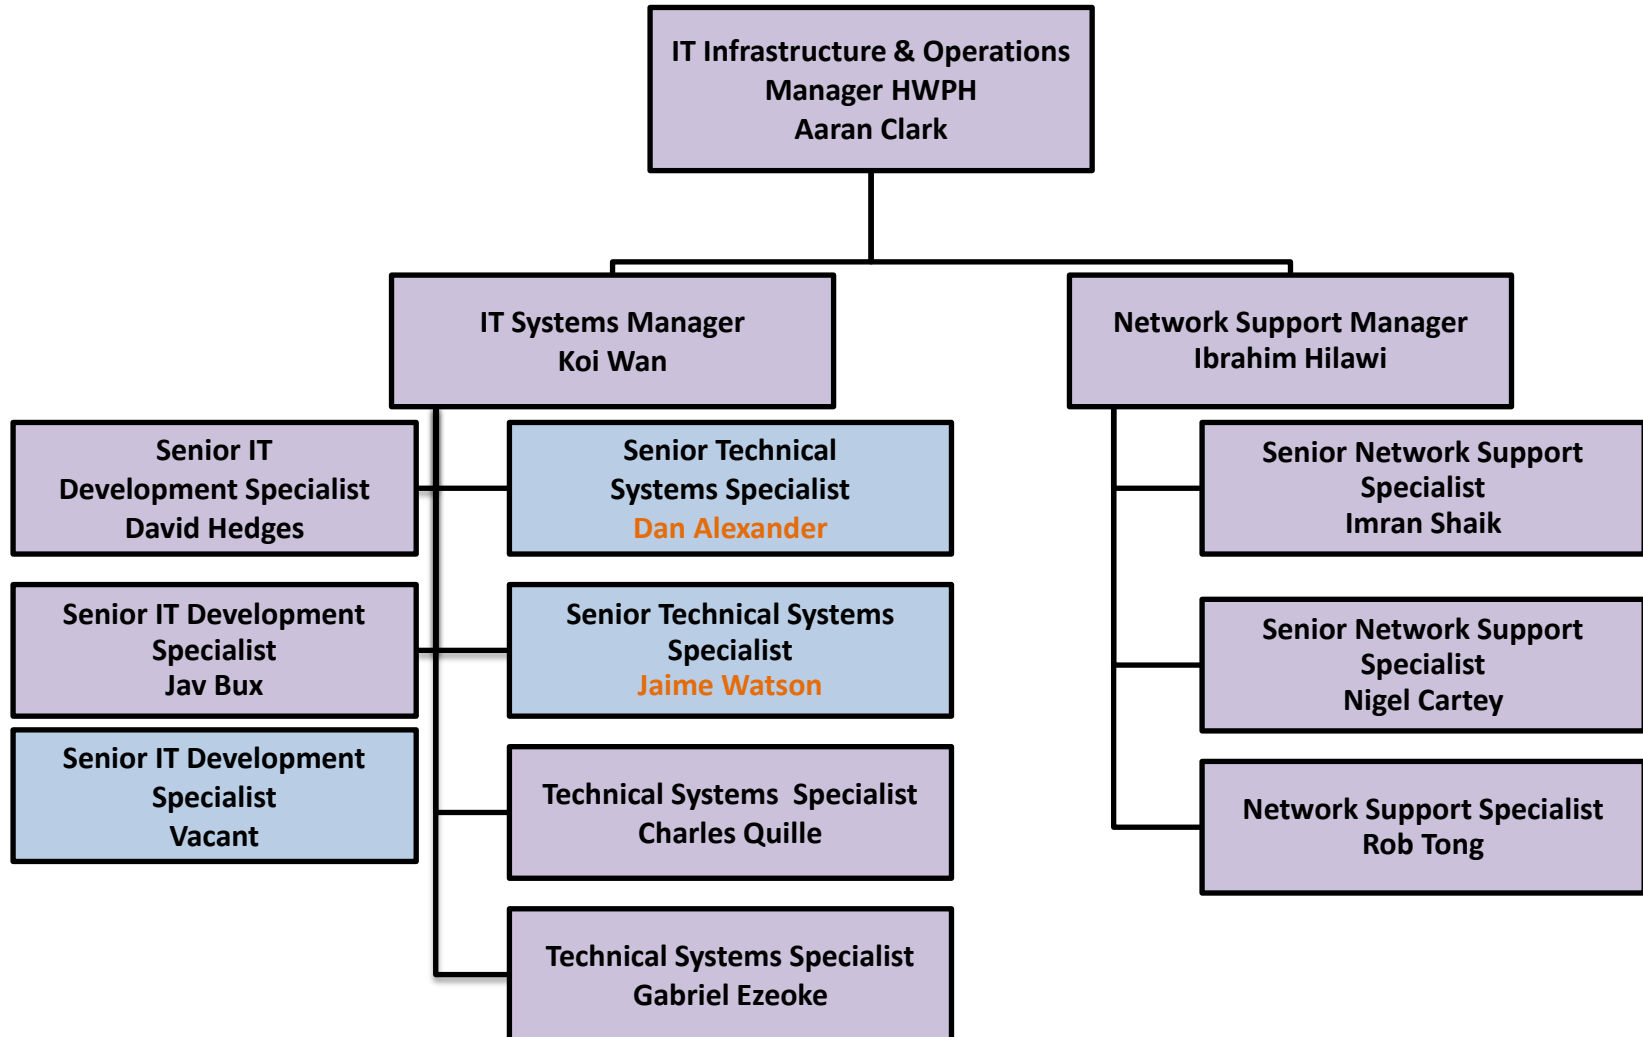 IT Infrastructure & Operations
Manager HWPH
Aaran Clark
IT Systems Manager
Koi Wan
Network Support Manager
Ibrahim Hilawi
Senior IT
Development Specialist
David Hedges
Senior Technical
Systems Specialist
Dan Alexander
Senior Network Support
Specialist
Imran Shaik
Senior IT Development
Specialist
Jav Bux
Senior Technical Systems
Specialist
Jaime Watson
Senior Network Support
Specialist
Nigel Cartey
Senior IT Development
Specialist
Vacant
Technical Systems  Specialist
Charles Quille
Network Support Specialist
Rob Tong
Technical Systems Specialist
Gabriel Ezeoke